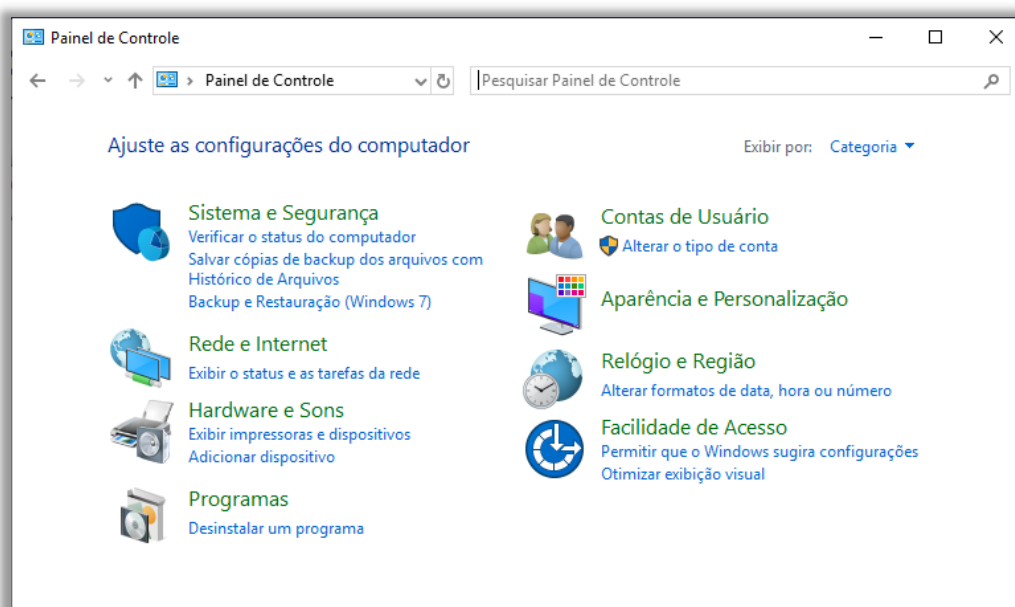 Painel de Controle
Painel de Controle
Pesquisar Painel de Controle
Ajuste as configurações do computador
Exibir por: Categoria
Sistema e Segurança
Verificar o status do computador
Salvar cópias de backup dos arquivos com
Histórico de Arquivos
Backup e Restauração (Windows 7)
Rede e Internet
Exibir o status e as tarefas da rede
Hardware e Sons
Exibir impressoras e dispositivos
Adicionar dispositivo
Programas
Desinstalar um programa
Contas de Usuário
Alterar o tipo de conta
Aparência e Personalização
Relógio e Região
Alterar formatos de data, hora ou número
Facilidade de Acesso
Permitir que o Windows sugira configurações
Otimizar exibição visual